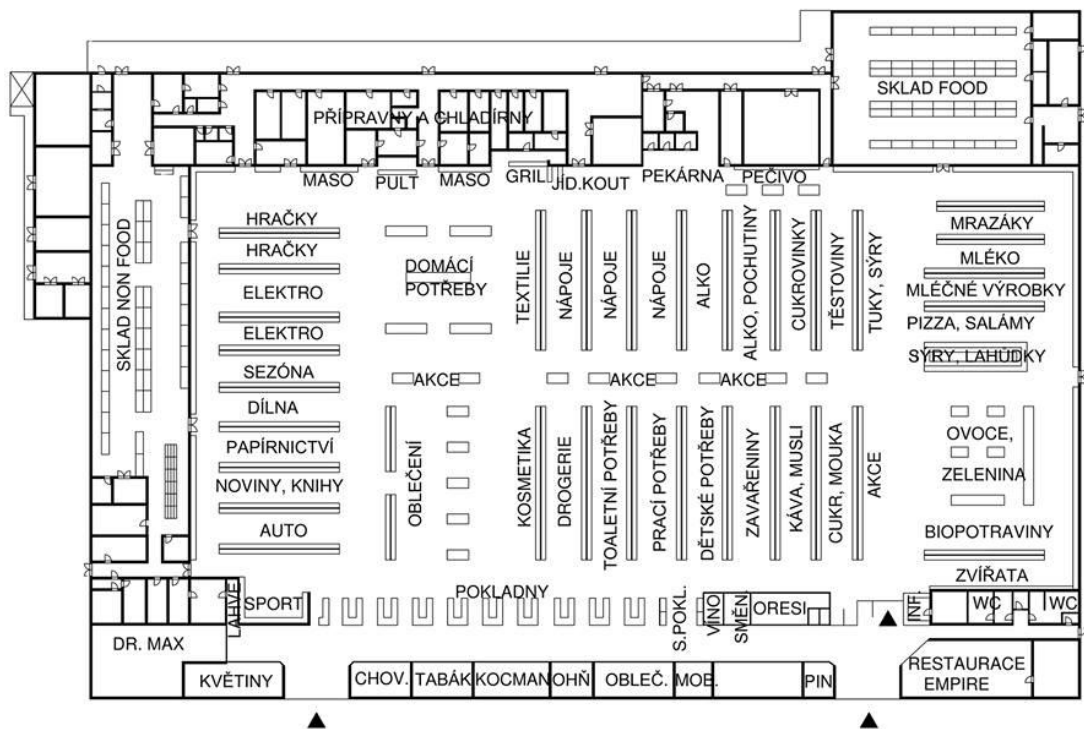 SKLAD FOOD
PŘÍPRAVNY A CHLADÍRNY
MASO
PULT
MASO
GRIL
JÍD.KOUT
PEKÁRNA
PEČIVO
SKLAD NON FOOD
HRAČKY
HRAČKY
ELEKTRO
ELEKTRO
SEZÓNA
DÍLNA
PAPÍRNICTVÍ
NOVINY, KNIHY
AUTO
DOMÁCÍ
POTŘEBY
TEXTILIE
NÁPOJE
NÁPOJE
NÁPOJE
ALKO
ALKO, POCHUTINY
CUKROVINKY
TĚSTOVINY
TUKY, SÝRY
MRAZÁKY
MLÉKO
MLÉČNÉ VÝROBKY
PIZZA, SALÁMY
SÝRY, LAHŮDKY
AKCE
AKCE
AKCE
OBLEČENÍ
KOSMETIKA
DROGERIE
TOALETNÍ POTŘEBY
PRACÍ POTŘEBY
DĚTSKÉ POTŘEBY
ZAVAŘENINY
KÁVA, MUSLI
CUKR, MOUKA
AKCE
OVOCE,
ZELENINA
BIOPOTRAVINY
ZVÍŘATA
POKLADNY
LAHVE
SPORT
S.POKL.
VÍNO
SMĚN.
ORESI
INF.
WC
WC
DR. MAX
KVĚTINY
CHOV.
TABÁK
KOCMAN
OHŇ
OBLEČ.
MOB.
PIN
RESTAURACE
EMPIRE